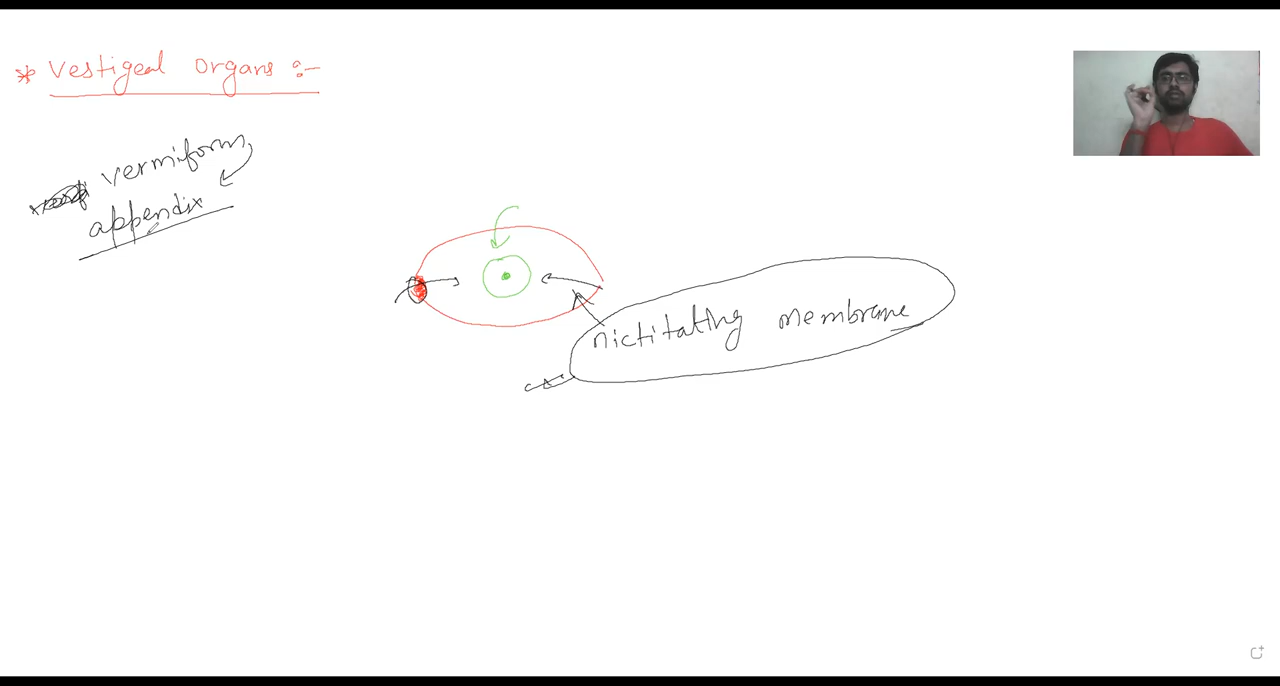 * Vestigeal organs :-
vermiform
appendix
nictitating membrane